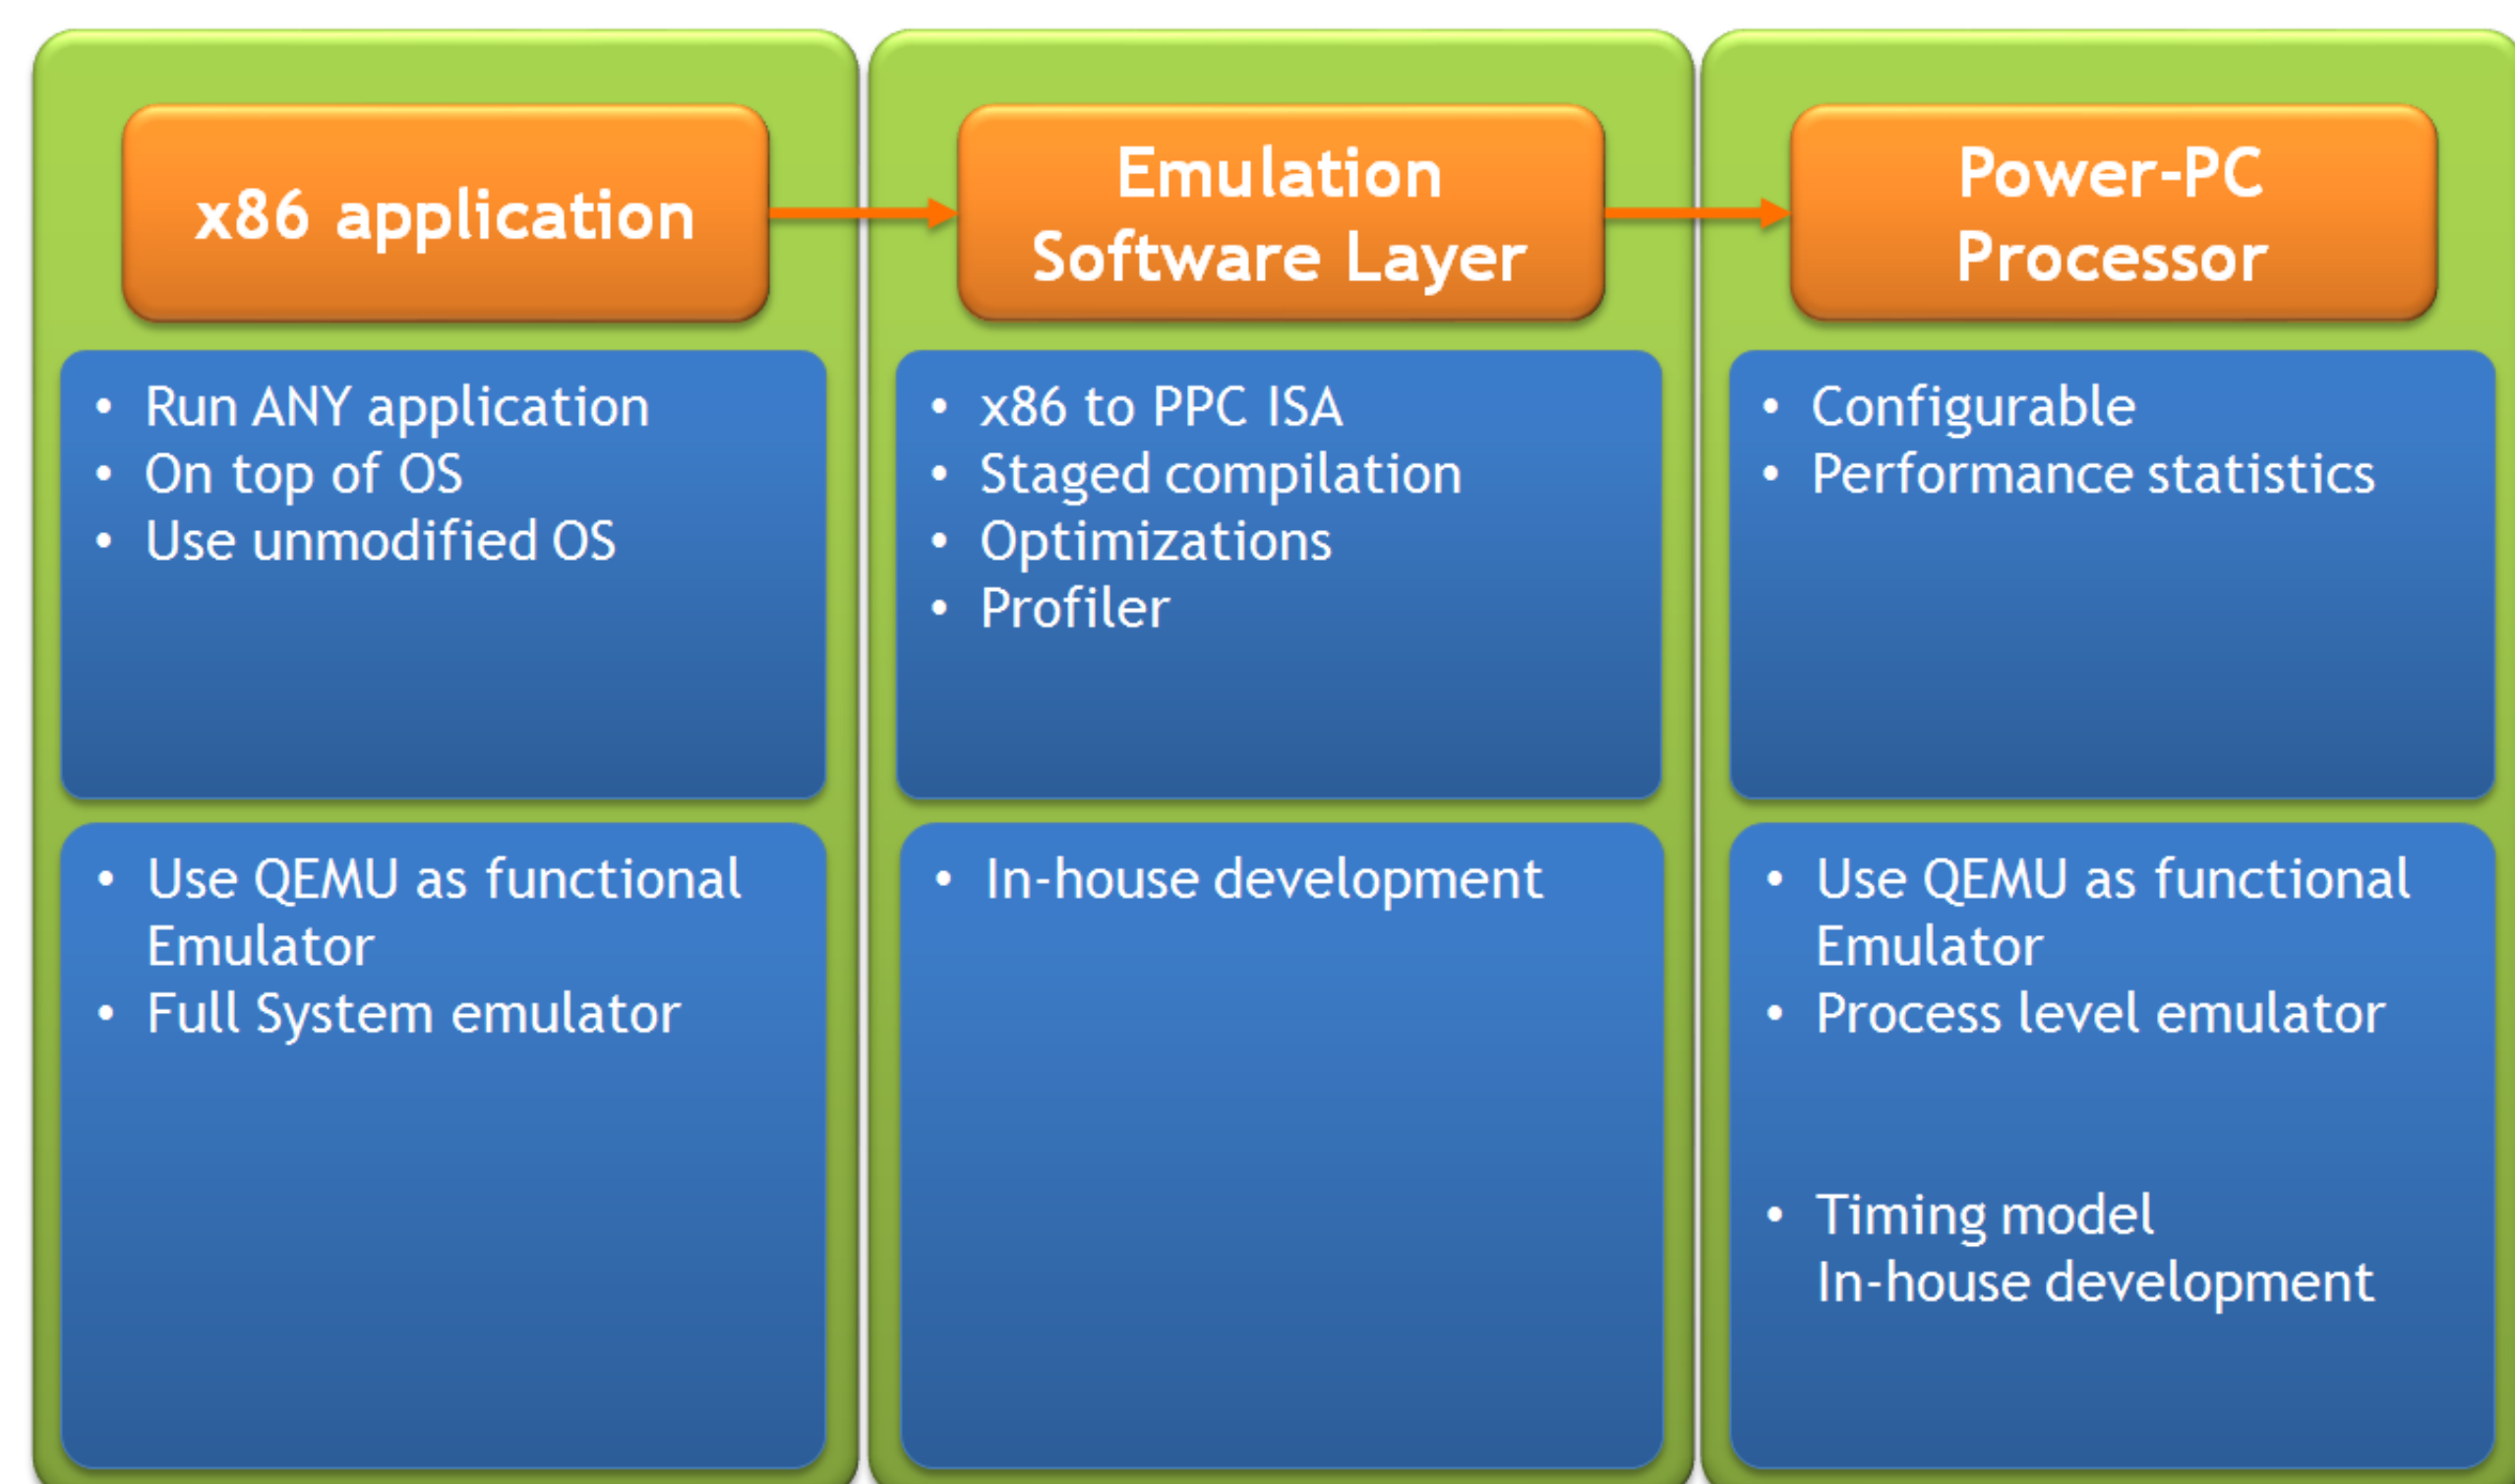 x86 application
• Run ANY application
• On top of OS
• Use unmodified OS
• Use QEMU as functional
Emulator
• Full System emulator
Emulation
Software Layer
• x86 to PPC ISA
• Staged compilation
• Optimizations
• Profiler
• In-house development
Power-PC
Processor
• Configurable
• Performance statistics
• Use QEMU as functional
Emulator
• Process level emulator
• Timing model
In-house development